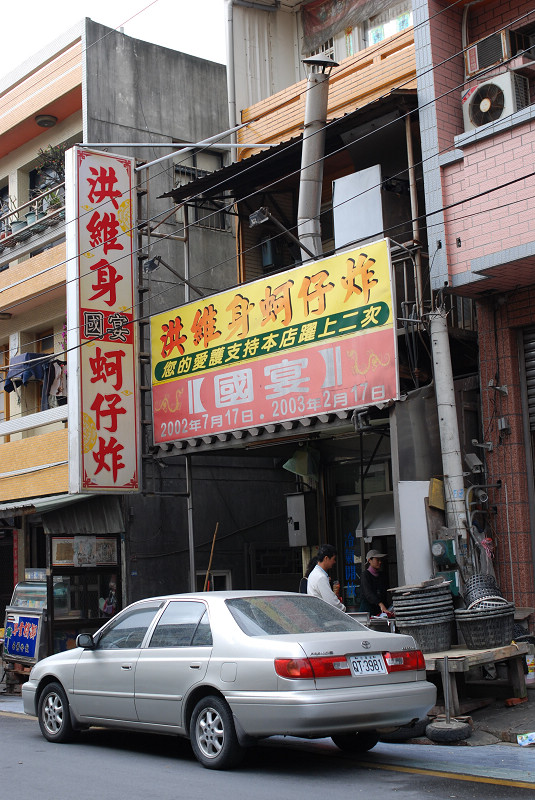 洪維身國宴蚵仔炸
洪維身蚵仔炸
您的愛護支持本店躍上二次
【國宴】
2002年7月17日。2003年2月17日
QT·3981